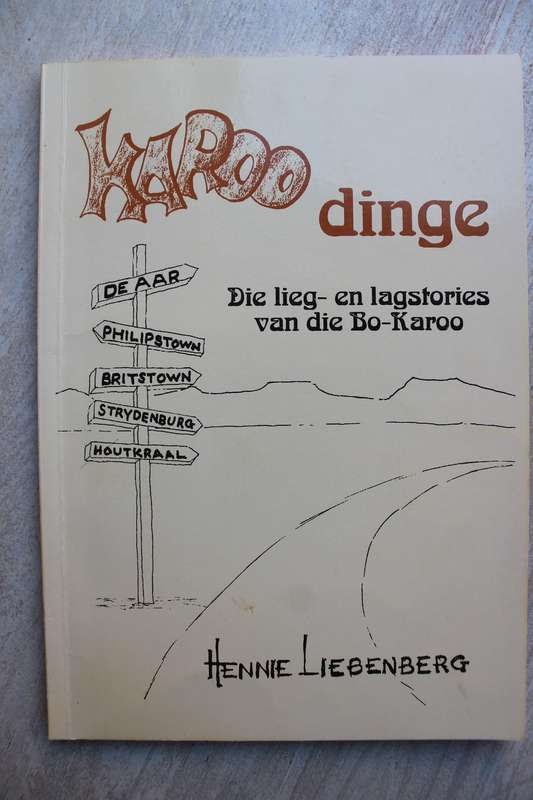 KAROO
dinge
Die lieg- en lagstories
van die Bo-Karoo
DE AAR
PHILIPSTOWN
BRITSTOWN
STRYDENBURG
HOUTKRAAL
HENNIE LIEBENBERG